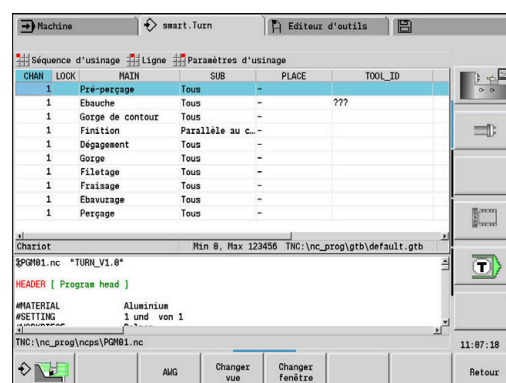 Machine smart.Turn Editeur d'outils
Séquence d'usinage Ligne Paramètres d'usinage
CHAN LOCK MAIN SUB PLACE TOOL_ID
1 Pré-perçage Tous -
1 Ebauche Tous - ???
1 Gorge de contour Tous -
1 Finition Parallèle au c… -
1 Dégagement Tous -
1 Gorge Tous -
1 Filetage Tous -
1 Fraisage Tous -
1 Ebavurage Tous -
1 Perçage Tous -
Chariot Min 0, Max 123456 TNC:\nc_prog\gtb\default.gtb
%PGM01.nc "TURN_V1.0"
HEADER [ Program head ]
#MATERIAL Aluminium
#SETTING 1 und von 1
TNC:\nc_prog\ncps\PGM01.nc
T
11:07:18
AWG Changer vue Changer fenêtre Retour